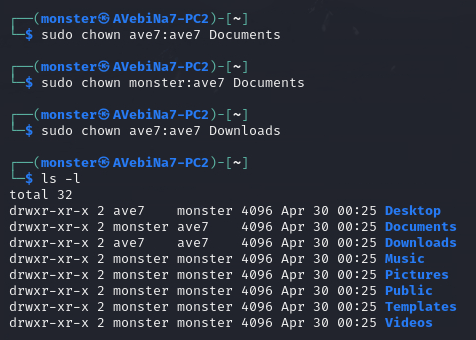 ┌──(monster㉿AVebiNa7-PC2)-[~]
└─$ sudo chown ave7:ave7 Documents
┌──(monster㉿AVebiNa7-PC2)-[~]
└─$ sudo chown monster:ave7 Documents
┌──(monster㉿AVebiNa7-PC2)-[~]
└─$ sudo chown ave7:ave7 Downloads
┌──(monster㉿AVebiNa7-PC2)-[~]
└─$ ls -l
total 32
drwxr-xr-x 2 ave7    monster 4096 Apr 30 00:25 Desktop
drwxr-xr-x 2 monster ave7    4096 Apr 30 00:25 Documents
drwxr-xr-x 2 ave7    ave7    4096 Apr 30 00:25 Downloads
drwxr-xr-x 2 monster monster 4096 Apr 30 00:25 Music
drwxr-xr-x 2 monster monster 4096 Apr 30 00:25 Pictures
drwxr-xr-x 2 monster monster 4096 Apr 30 00:25 Public
drwxr-xr-x 2 monster monster 4096 Apr 30 00:25 Templates
drwxr-xr-x 2 monster monster 4096 Apr 30 00:25 Videos